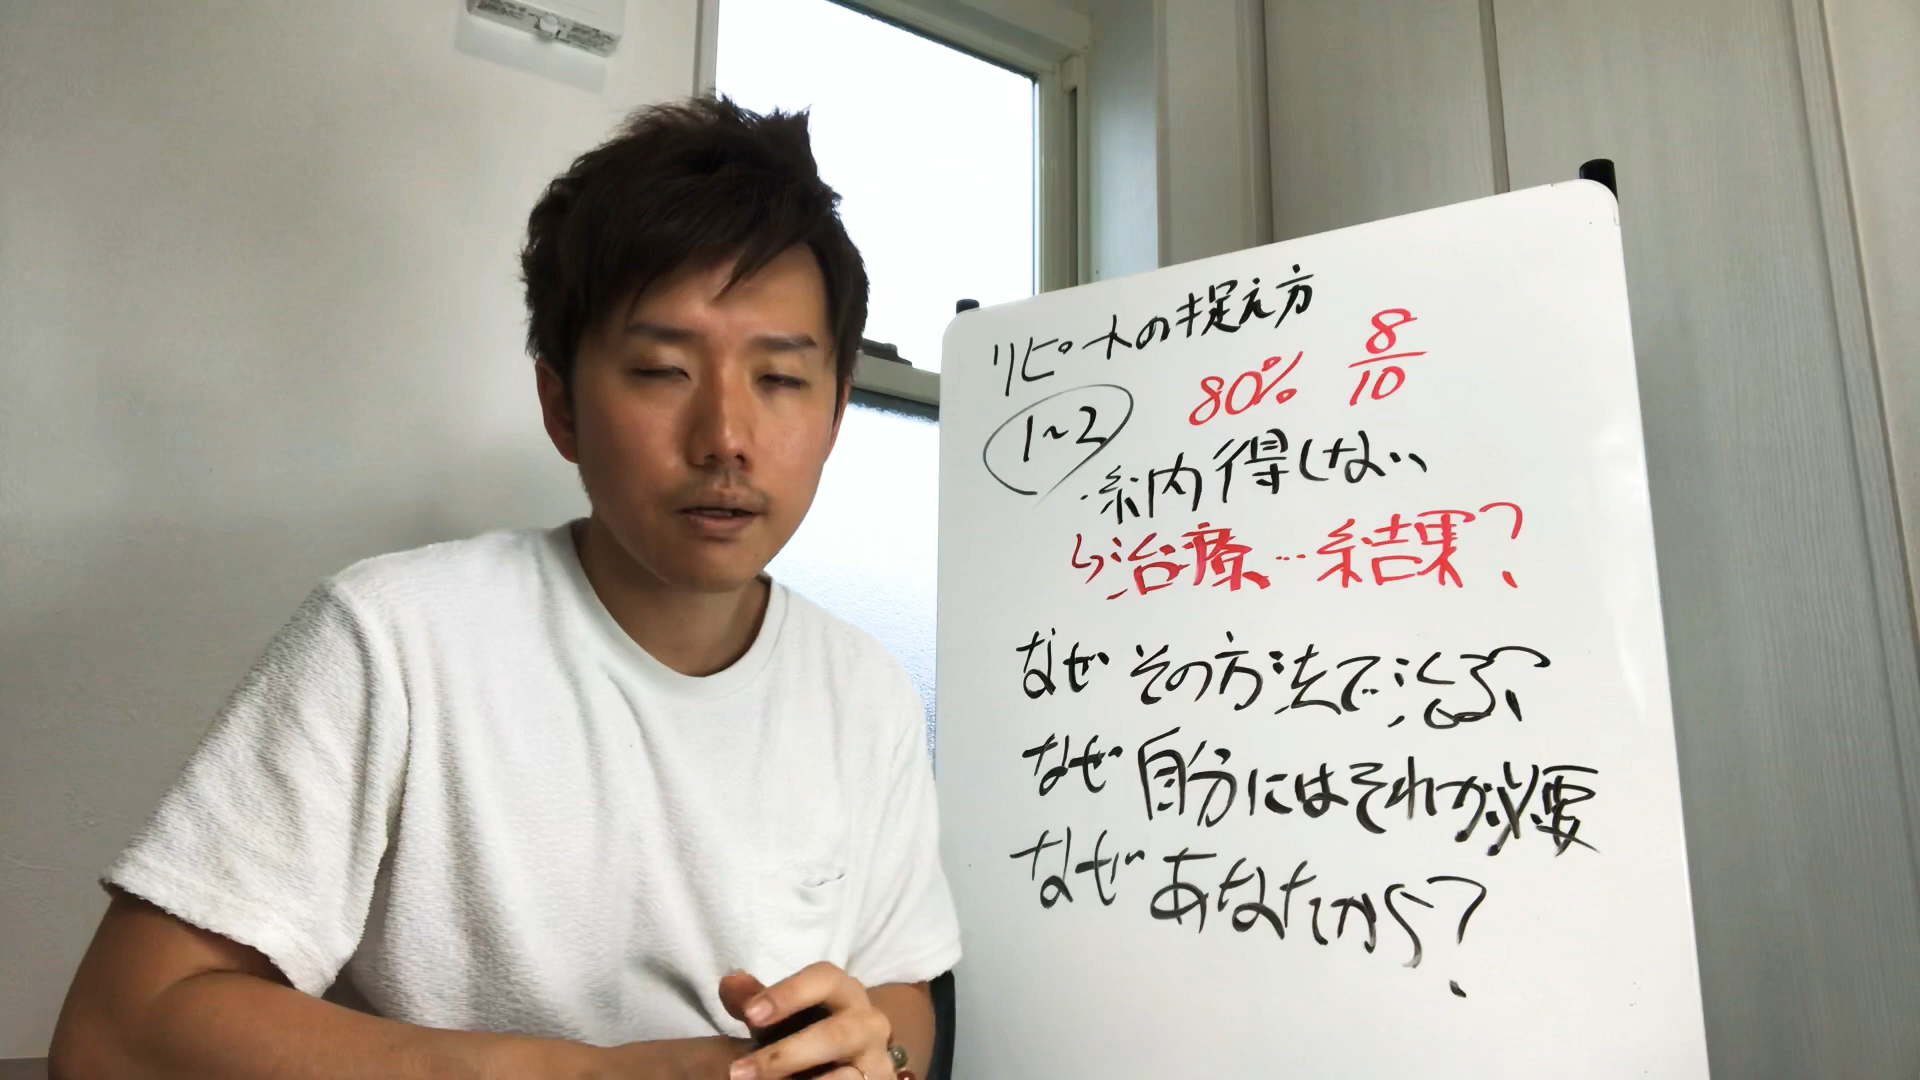 リピートの捉え方
80% 8/10
1~3
・納得しない
↳治療…結果?
なぜその方法で治る?
なぜ自分にはそれが必要
なぜあなたから?